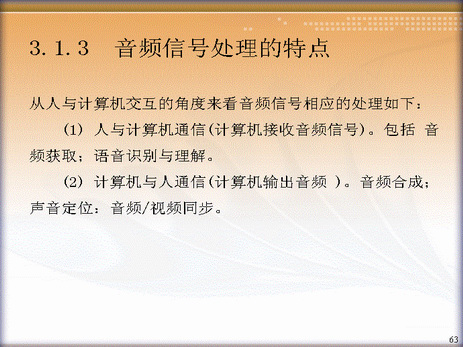 3.1.3 音频信号处理的特点
从人与计算机交互的角度来看音频信号相应的处理如下：
(1) 人与计算机通信(计算机接收音频信号)。包括 音
频获取；语音识别与理解。
(2) 计算机与人通信(计算机输出音频 )。音频合成；
声音定位：音频/视频同步。
63